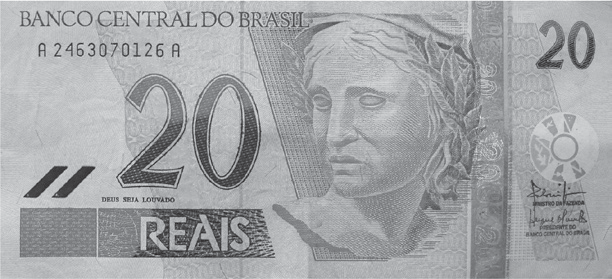 BANCO CENTRAL DO BRASIL
20
A 2463070126 A
20
DEUS SEJA LOUVADO
REAIS
MINISTRO DA FAZENDA
PRESIDENTE DO
BANCO CENTRAL DO BRASIL